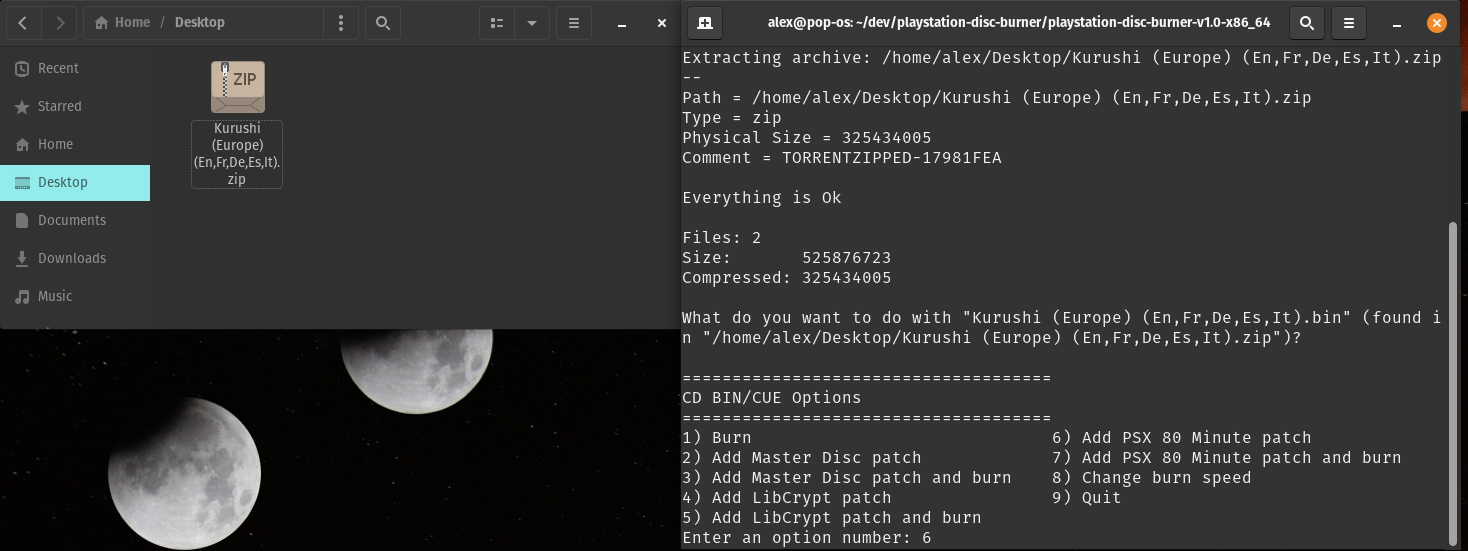 Home / Desktop
Recent
Starred
Home
Desktop
Documents
Downloads
Music
ZIP
Kurushi
(Europe)
(En,Fr,De,Es,It).
zip
alex@pop-os: ~/dev/playstation-disc-burner/playstation-disc-burner-v1.0-x86_64
Extracting archive: /home/alex/Desktop/Kurushi (Europe) (En,Fr,De,Es,It).zip
--
Path = /home/alex/Desktop/Kurushi (Europe) (En,Fr,De,Es,It).zip
Type = zip
Physical Size = 325434005
Comment = TORRENTZIPPED-17981FEA
Everything is Ok
Files: 2
Size:       525876723
Compressed: 325434005
What do you want to do with "Kurushi (Europe) (En,Fr,De,Es,It).bin" (found i
n "/home/alex/Desktop/Kurushi (Europe) (En,Fr,De,Es,It).zip")?
=====================================
CD BIN/CUE Options
=====================================
1) Burn                              6) Add PSX 80 Minute patch
2) Add Master Disc patch             7) Add PSX 80 Minute patch and burn
3) Add Master Disc patch and burn    8) Change burn speed
4) Add LibCrypt patch                9) Quit
5) Add LibCrypt patch and burn
Enter an option number: 6